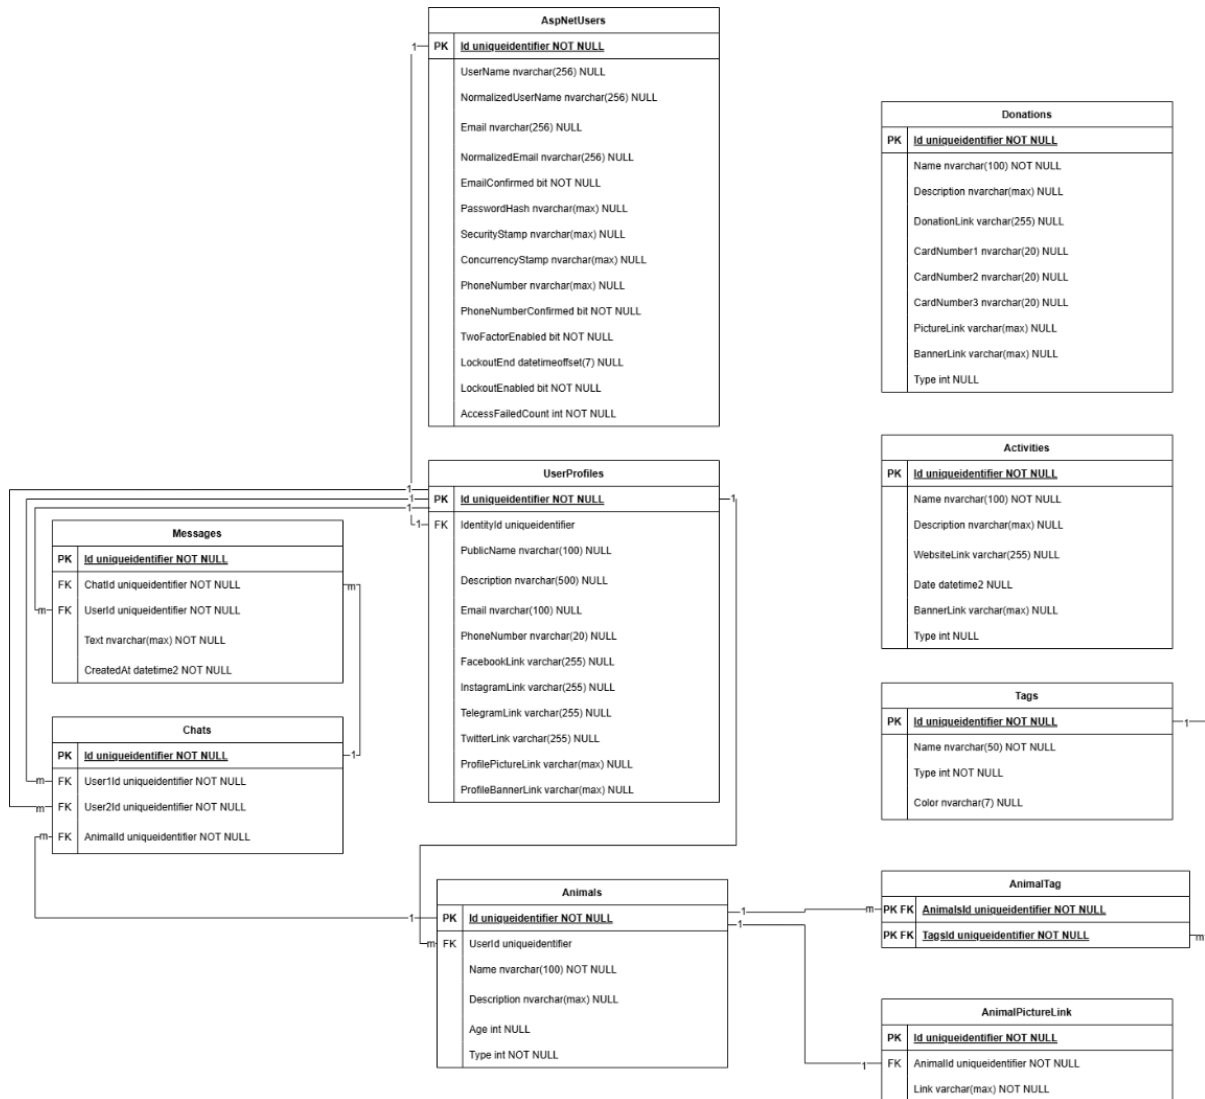 AspNetUsers
PK Id uniqueidentifier NOT NULL
UserName nvarchar(256) NULL
NormalizedUserName nvarchar(256) NULL
Email nvarchar(256) NULL
NormalizedEmail nvarchar(256) NULL
EmailConfirmed bit NOT NULL
PasswordHash nvarchar(max) NULL
SecurityStamp nvarchar(max) NULL
ConcurrencyStamp nvarchar(max) NULL
PhoneNumber nvarchar(max) NULL
PhoneNumberConfirmed bit NOT NULL
TwoFactorEnabled bit NOT NULL
LockoutEnd datetimeoffset(7) NULL
LockoutEnabled bit NOT NULL
AccessFailedCount int NOT NULL
1
1
UserProfiles
PK Id uniqueidentifier NOT NULL
FK IdentityId uniqueidentifier
PublicName nvarchar(100) NULL
Description nvarchar(500) NULL
Email nvarchar(100) NULL
PhoneNumber nvarchar(20) NULL
FacebookLink varchar(255) NULL
InstagramLink varchar(255) NULL
TelegramLink varchar(255) NULL
TwitterLink varchar(255) NULL
ProfilePictureLink varchar(max) NULL
ProfileBannerLink varchar(max) NULL
1
1
1
1
Messages
PK Id uniqueidentifier NOT NULL
FK ChatId uniqueidentifier NOT NULL
m
m
FK UserId uniqueidentifier NOT NULL
Text nvarchar(max) NOT NULL
CreatedAt datetime2 NOT NULL
Chats
PK Id uniqueidentifier NOT NULL
1
m
FK User1Id uniqueidentifier NOT NULL
m
FK User2Id uniqueidentifier NOT NULL
m
FK AnimalId uniqueidentifier NOT NULL
Animals
1
PK Id uniqueidentifier NOT NULL
1
1
m
FK UserId uniqueidentifier
Name nvarchar(100) NOT NULL
Description nvarchar(max) NULL
Age int NULL
Type int NOT NULL
Donations
PK Id uniqueidentifier NOT NULL
Name nvarchar(100) NOT NULL
Description nvarchar(max) NULL
DonationLink varchar(255) NULL
CardNumber1 nvarchar(20) NULL
CardNumber2 nvarchar(20) NULL
CardNumber3 nvarchar(20) NULL
PictureLink varchar(max) NULL
BannerLink varchar(max) NULL
Type int NULL
Activities
PK Id uniqueidentifier NOT NULL
Name nvarchar(100) NOT NULL
Description nvarchar(max) NULL
WebsiteLink varchar(255) NULL
Date datetime2 NULL
BannerLink varchar(max) NULL
Type int NULL
Tags
PK Id uniqueidentifier NOT NULL
1
Name nvarchar(50) NOT NULL
Type int NOT NULL
Color nvarchar(7) NULL
AnimalTag
m
PK FK AnimalsId uniqueidentifier NOT NULL
PK FK TagsId uniqueidentifier NOT NULL
m
AnimalPictureLink
PK Id uniqueidentifier NOT NULL
1
FK AnimalId uniqueidentifier NOT NULL
Link varchar(max) NOT NULL